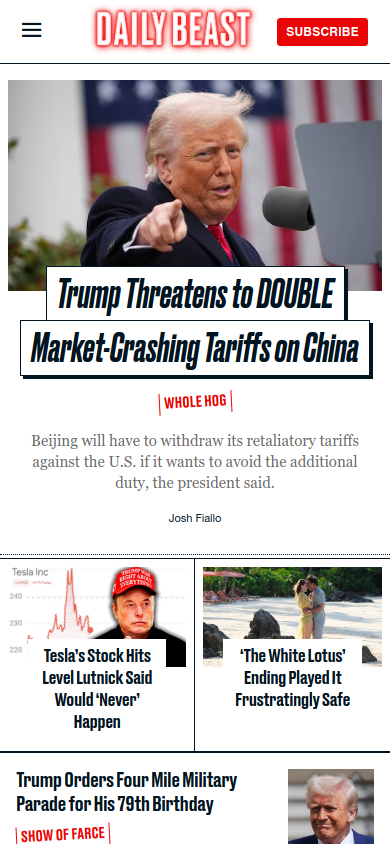 DAILY BEAST
SUBSCRIBE
Trump Threatens to DOUBLE
Market-Crashing Tariffs on China
WHOLE HOG
Beijing will have to withdraw its retaliatory tariffs
against the U.S. if it wants to avoid the additional
duty, the president said.
Josh Fiallo
Tesla Inc
240
230
220
TRUMP WAS
RIGHT ABOUT
EVERYTHING!
Tesla's Stock Hits
Level Lutnick Said
Would 'Never'
Happen
'The White Lotus'
Ending Played It
Frustratingly Safe
Trump Orders Four Mile Military
Parade for His 79th Birthday
SHOW OF FARCE